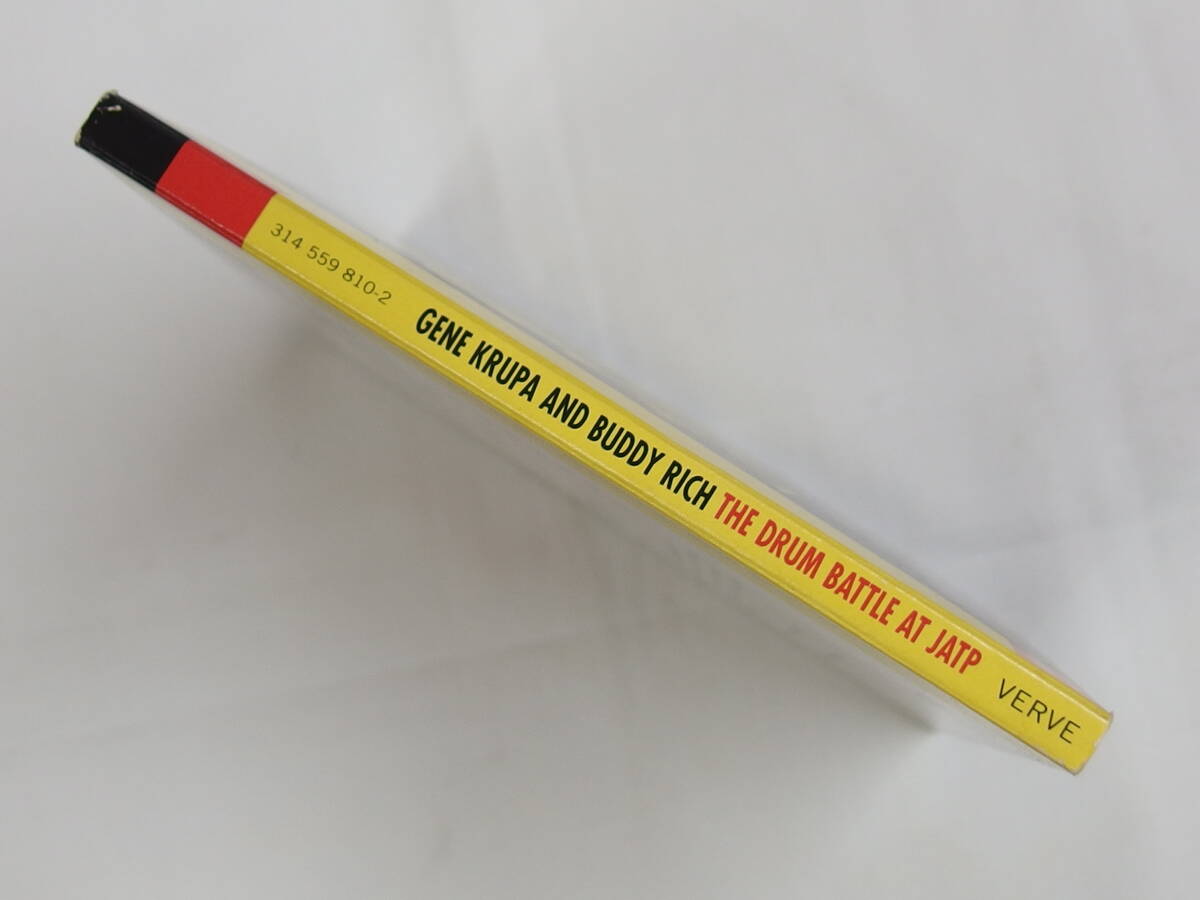 314 559 810-2 GENE KRUPA AND BUDDY RICH THE DRUM BATTLE AT JATP VERVE